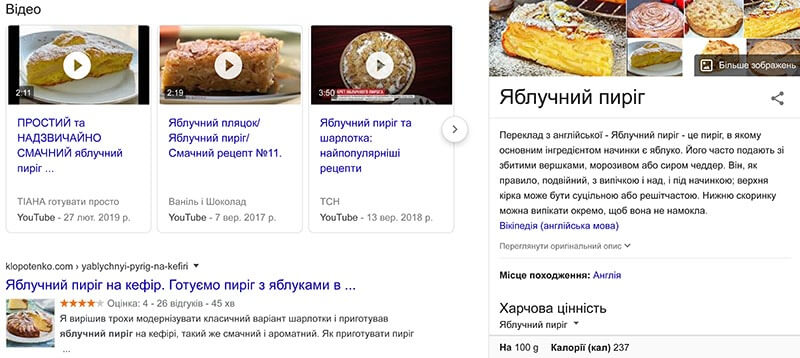 Відео
2:11
2:19
3:50
ПРОСТИЙ та
НАДЗВИЧАЙНО
СМАЧНИЙ яблучний
пиріг ...
ТІАНА готувати просто
YouTube - 27 лют. 2019 р.
Яблучний пляцок/
Яблучний пиріг/
Смачний рецепт №11.
Ваніль і Шоколад
YouTube - 7 вер. 2017 р.
Яблучний пиріг та
шарлотка:
найпопулярніші
рецепти
ТСН
YouTube - 13 вер. 2018 р.
klopotenko.com › yablychnyi-pyrig-na-kefiri
Яблучний пиріг на кефір. Готуємо пиріг з яблуками в ...
Оцінка: 4 - 26 відгуків - 45 хв
Я вирішив трохи модернізувати класичний варіант шарлотки і приготував
яблучний пиріг на кефірі, такий же смачний і ароматний. Як приготувати пиріг
...
Більше зображень
Яблучний пиріг
Переклад з англійської - Яблучний пиріг - це пиріг, в якому
основним інгредієнтом начинки є яблуко. Його часто подають зі
збитими вершками, морозивом або сиром чеддер. Він, як
правило, подвійний, з випічкою і над, і під начинкою; верхня
кірка може бути суцільною або решітчастою. Нижню скоринку
можна випікати окремо, щоб вона не намокла.
Вікіпедія (англійська мова)
Переглянути оригінальний опис
Місце походження: Англія
Харчова цінність
Яблучний пиріг
На 100 g Калорії (кал) 237